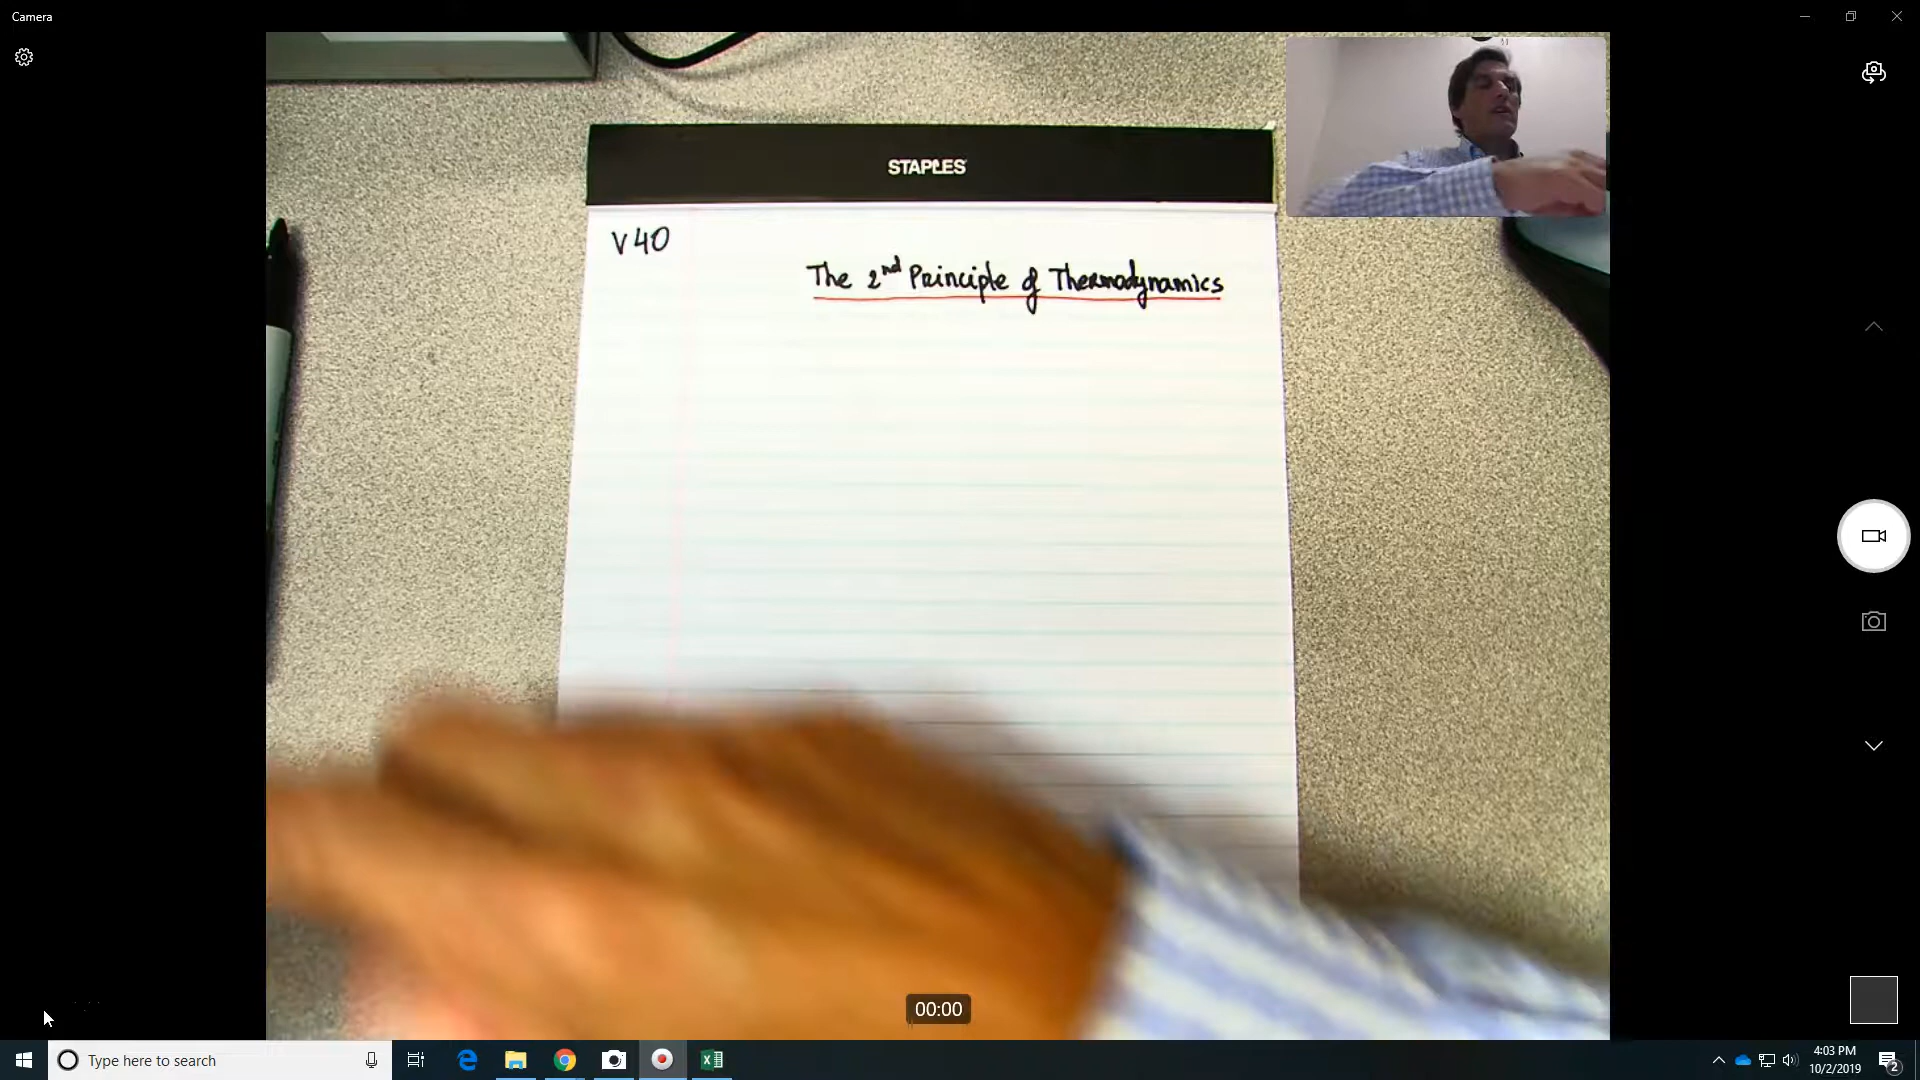 Camera
STAPLES
V40
The 2nd Principle of Thermodynamics
00:00
Type here to search
4:03 PM
10/2/2019
2